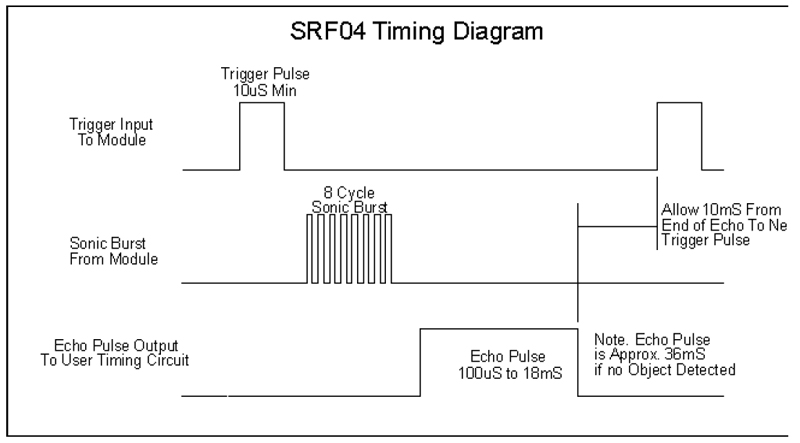 SRF04 Timing Diagram
Trigger Pulse
10uS Min
Trigger Input
To Module
8 Cycle
Sonic Burst
Allow 10mS From
End of Echo To Ne
Trigger Pulse
Sonic Burst
From Module
Echo Pulse Output
To User Timing Circuit
Echo Pulse
100uS to 18mS
Note. Echo Pulse
is Approx. 36mS
if no Object Detected